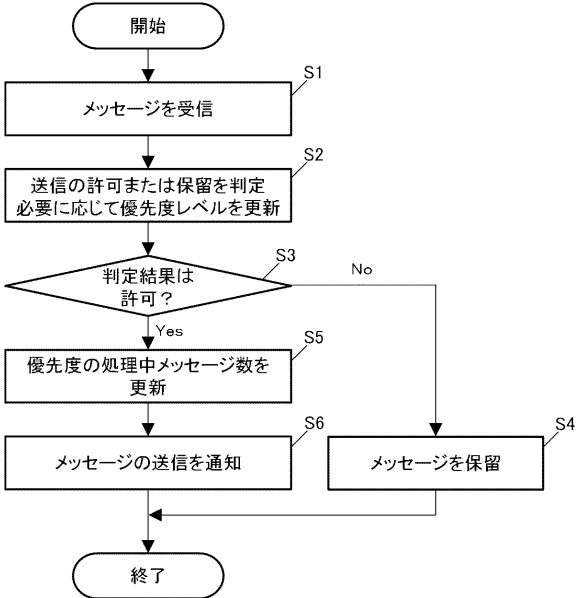 開始
S1
メッセージを受信
S2
送信の許可または保留を判定
必要に応じて優先度レベルを更新
S3
判定結果は
許可？
No
Yes
S5
優先度の処理中メッセージ数を
更新
S6
メッセージの送信を通知
S4
メッセージを保留
終了